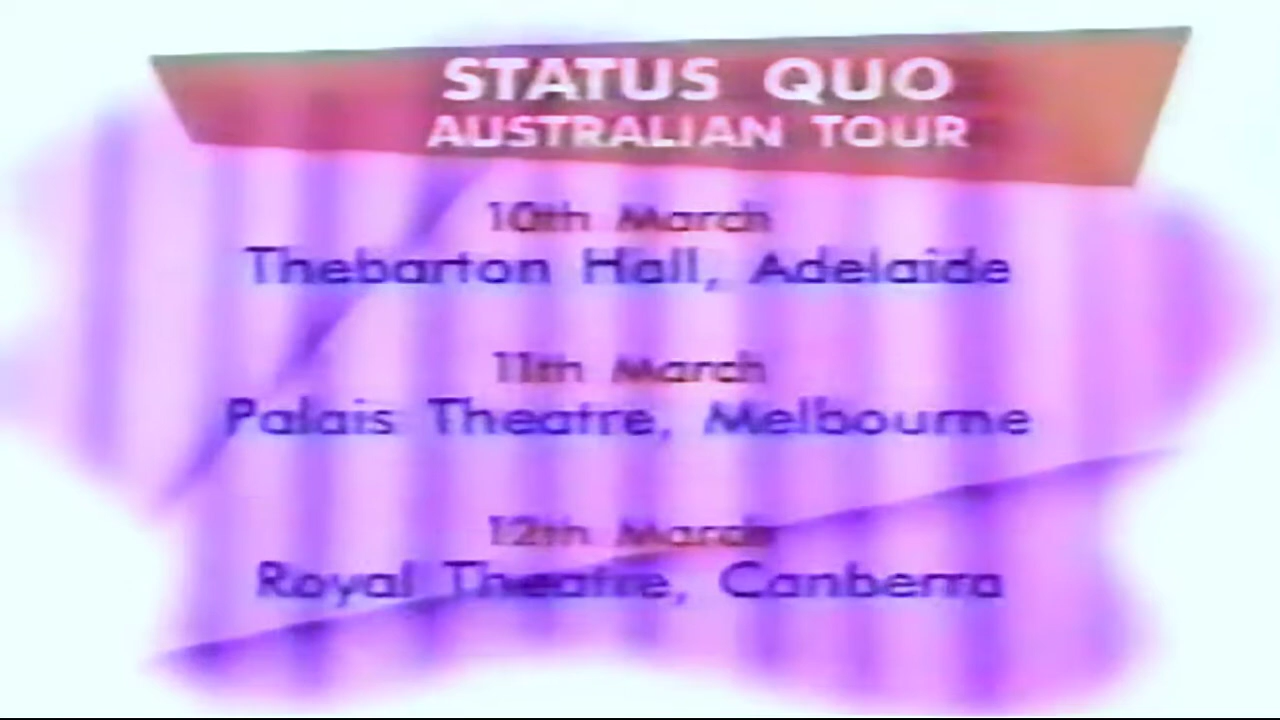 STATUS QUO
AUSTRALIAN TOUR
10th March
Thebarton Hall, Adelaide
11th March
Palais Theatre, Melbourne
12th March
Royal Theatre, Canberra